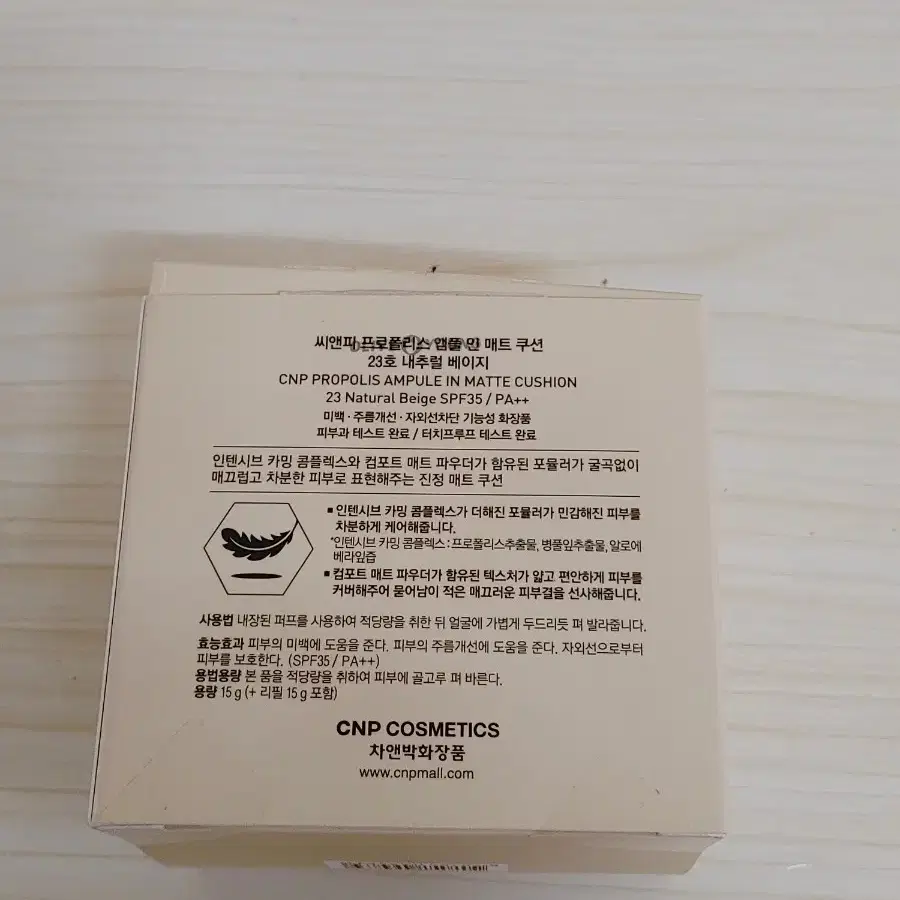 씨앤피 프로폴리스 앰풀 인 매트 쿠션
23호 내추럴 베이지
CNP PROPOLIS AMPULE IN MATTE CUSHION
23 Natural Beige SPF35 / PA++
미백 · 주름개선 · 자외선차단 기능성 화장품
피부과 테스트 완료 / 터치프루프 테스트 완료
인텐시브 카밍 콤플렉스와 컴포트 매트 파우더가 함유된 포뮬러가 굴곡없이
매끄럽고 차분한 피부로 표현해주는 진정 매트 쿠션
■ 인텐시브 카밍 콤플렉스가 더해진 포뮬러가 민감해진 피부를
차분하게 케어해줍니다.
*인텐시브 카밍 콤플렉스 : 프로폴리스추출물, 병풀잎추출물, 알로에
베라잎즙
■ 컴포트 매트 파우더가 함유된 텍스처가 얇고 편안하게 피부를
커버해주어 묻어남이 적은 매끄러운 피부결을 선사해줍니다.
사용법 내장된 퍼프를 사용하여 적당량을 취한 뒤 얼굴에 가볍게 두드리듯 펴 발라줍니다.
효능효과 피부의 미백에 도움을 준다. 피부의 주름개선에 도움을 준다. 자외선으로부터
피부를 보호한다. (SPF35 / PA++)
용법용량 본 품을 적당량을 취하여 피부에 골고루 펴 바른다.
용량 15 g (+ 리필 15 g 포함)
CNP COSMETICS
차앤박화장품
www.cnpmall.com